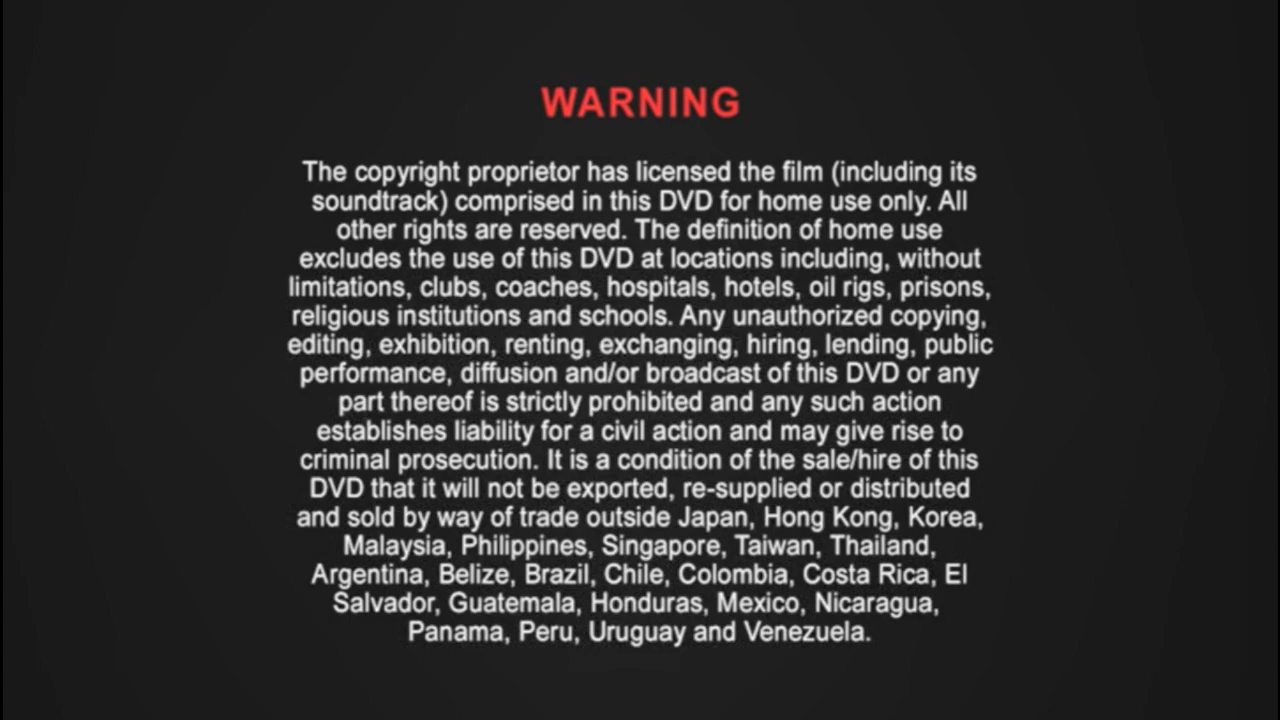 WARNING
The copyright proprietor has licensed the film (including its
soundtrack) comprised in this DVD for home use only. All
other rights are reserved. The definition of home use
excludes the use of this DVD at locations including, without
limitations, clubs, coaches, hospitals, hotels, oil rigs, prisons,
religious institutions and schools. Any unauthorized copying,
editing, exhibition, renting, exchanging, hiring, lending, public
performance, diffusion and/or broadcast of this DVD or any
part thereof is strictly prohibited and any such action
establishes liability for a civil action and may give rise to
criminal prosecution. It is a condition of the sale/hire of this
DVD that it will not be exported, re-supplied or distributed
and sold by way of trade outside Japan, Hong Kong, Korea,
Malaysia, Philippines, Singapore, Taiwan, Thailand,
Argentina, Belize, Brazil, Chile, Colombia, Costa Rica, El
Salvador, Guatemala, Honduras, Mexico, Nicaragua,
Panama, Peru, Uruguay and Venezuela.